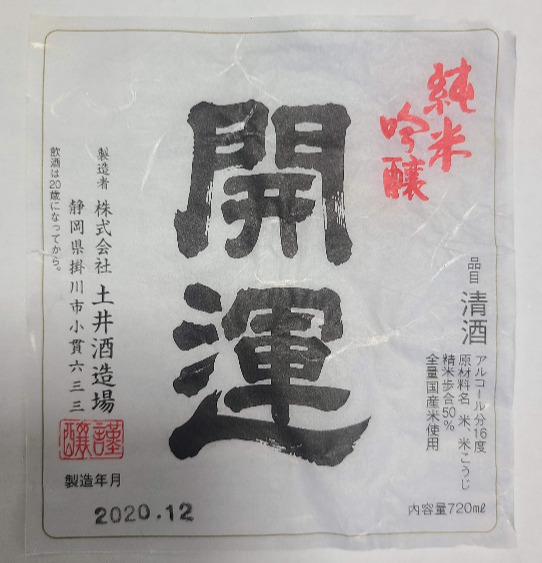 純米
吟醸
開運
品目 清酒
アルコール分16度
原材料名 米、米こうじ
精米歩合50%
全量国産米使用
内容量720mℓ
製造者 株式会社 土井酒造場
静岡県掛川市小貫六三三
飲酒は20歳になってから。
謹醸
製造年月
2020.12